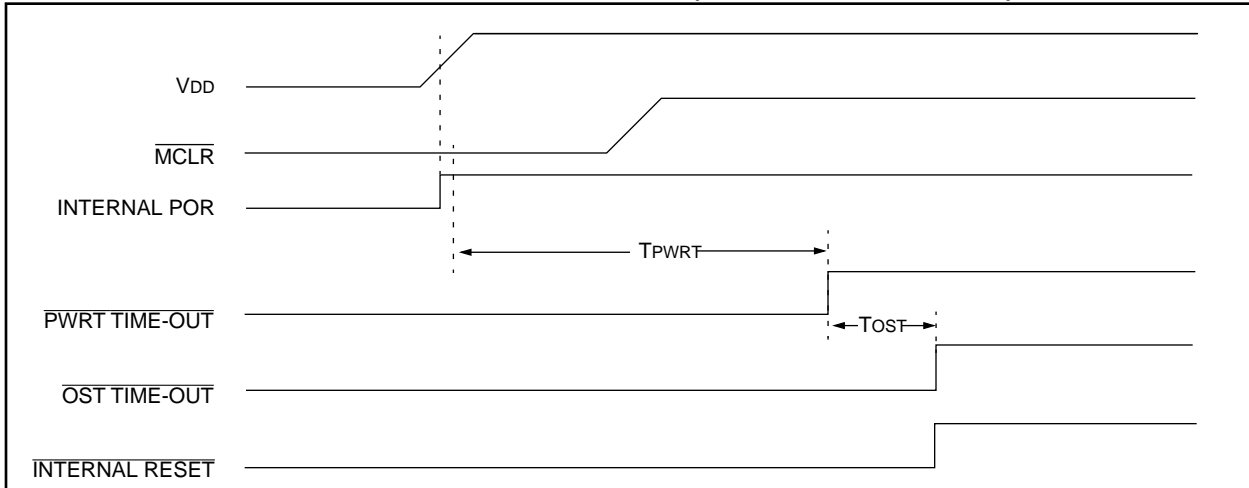 VDD
MCLR
INTERNAL POR
TPWRT
PWRT TIME-OUT
TOST
OST TIME-OUT
INTERNAL RESET